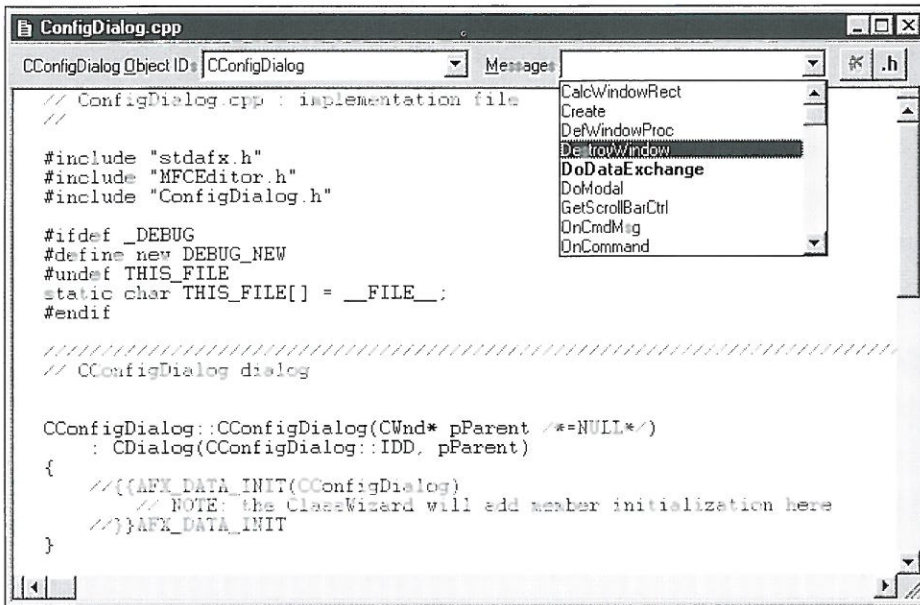 ConfigDialog.cpp
CConfigDialog Object IDs: CConfigDialog Messages:
.h
CalcWindowRect
Create
DefWindowProc
DestroyWindow
DoDataExchange
DoModal
GetScrollBarCtrl
OnCmdMsg
OnCommand
// ConfigDialog.cpp : implementation file
//
#include "stdafx.h"
#include "MFCEditor.h"
#include "ConfigDialog.h"
#ifdef _DEBUG
#define new DEBUG_NEW
#undef THIS_FILE
static char THIS_FILE[] = __FILE__;
#endif
/////////////////////////////////////////////////////////////////////////////
// CConfigDialog dialog
CConfigDialog::CConfigDialog(CWnd* pParent /*=NULL*/)
: CDialog(CConfigDialog::IDD, pParent)
{
//{{AFX_DATA_INIT(CConfigDialog)
// NOTE: the ClassWizard will add member initialization here
//}}AFX_DATA_INIT
}